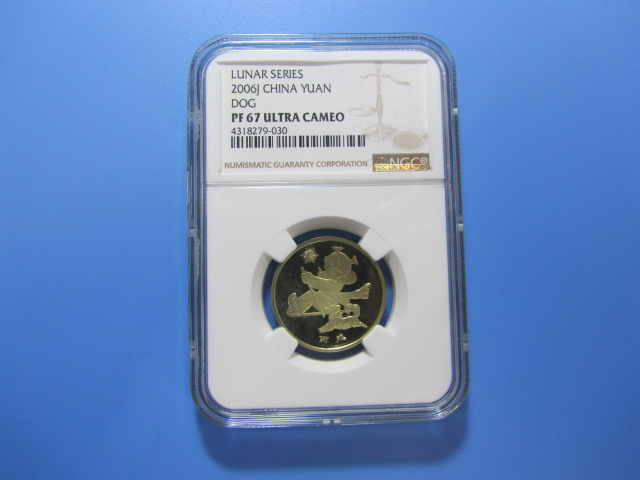 LUNAR SERIES
2006J CHINA YUAN
DOG
PF 67 ULTRA CAMEO
4318279-030
NUMISMATIC GUARANTY CORPORATION
NGC®